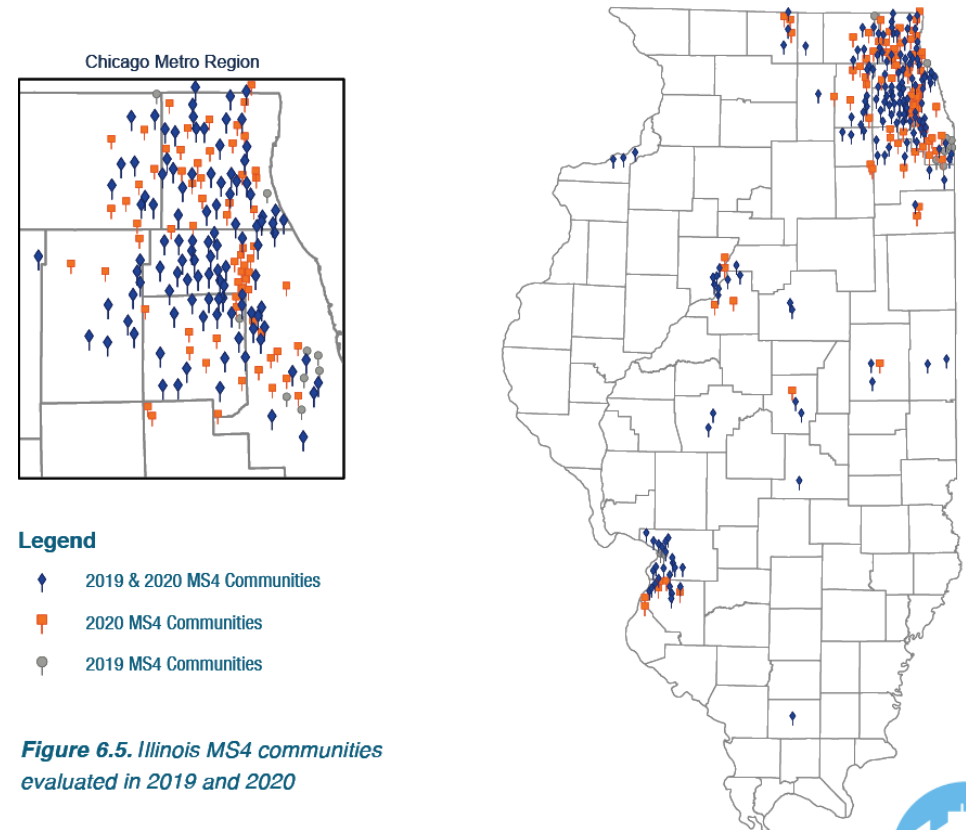 Chicago Metro Region
Legend
2019 & 2020 MS4 Communities
2020 MS4 Communities
2019 MS4 Communities
Figure 6.5. Illinois MS4 communities
evaluated in 2019 and 2020